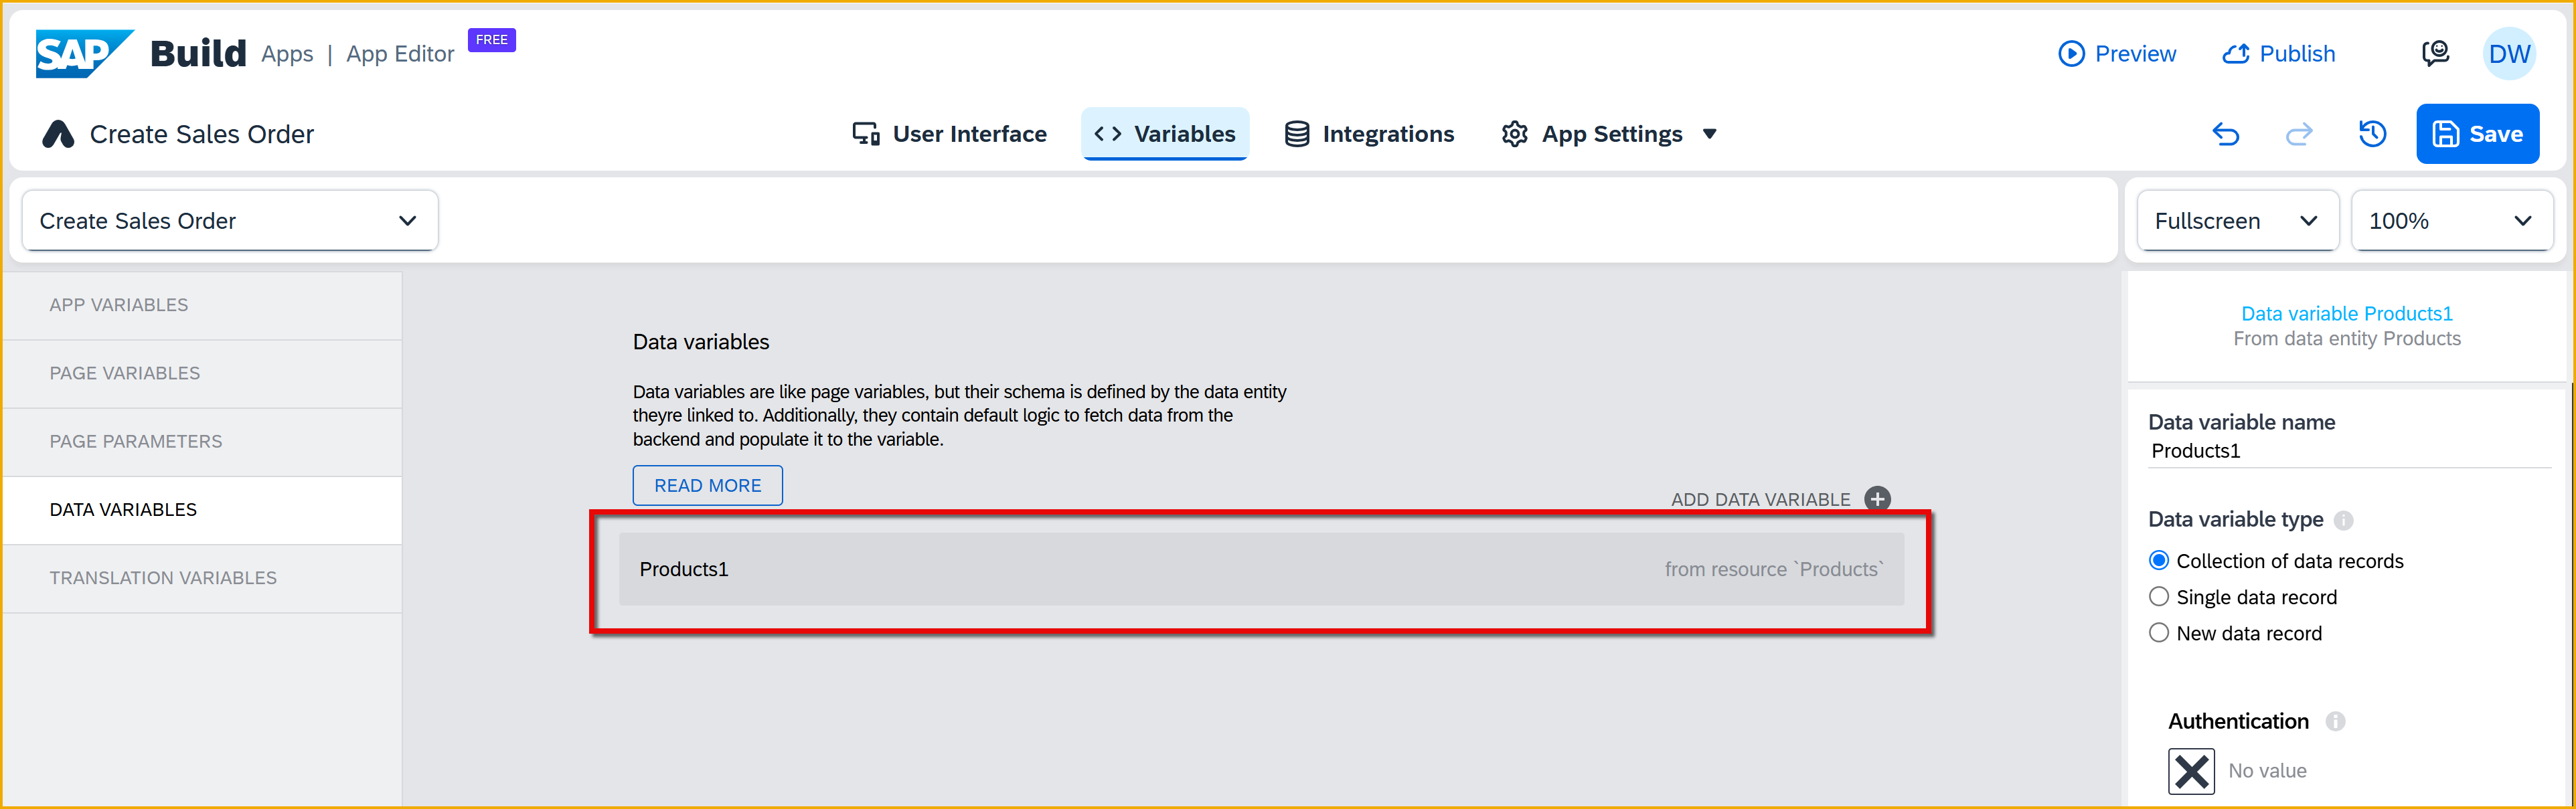 SAP Build Apps | App Editor FREE
Preview Publish DW
Create Sales Order
User Interface Variables Integrations App Settings
Save
Create Sales Order
Fullscreen 100%
APP VARIABLES
PAGE VARIABLES
PAGE PARAMETERS
DATA VARIABLES
TRANSLATION VARIABLES
Data variables
Data variables are like page variables, but their schema is defined by the data entity
theyre linked to. Additionally, they contain default logic to fetch data from the
backend and populate it to the variable.
READ MORE
ADD DATA VARIABLE
Products1 from resource `Products`
Data variable Products1
From data entity Products
Data variable name
Products1
Data variable type
Collection of data records
Single data record
New data record
Authentication
No value